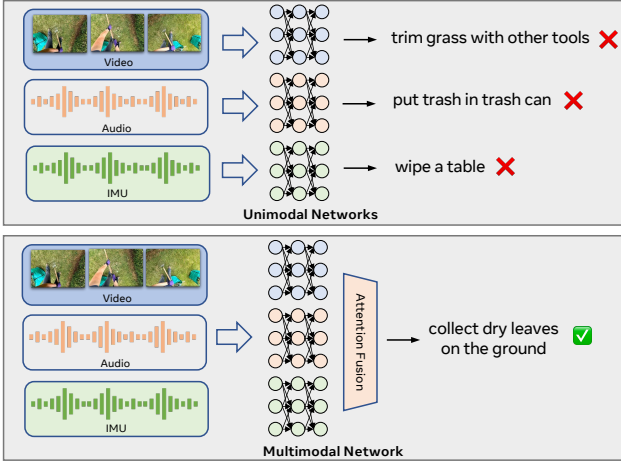 trim grass with other tools
Video
put trash in trash can
Audio
wipe a table
IMU
Unimodal Networks
Video
Attention Fusion
collect dry leaves
on the ground
Audio
IMU
Multimodal Network